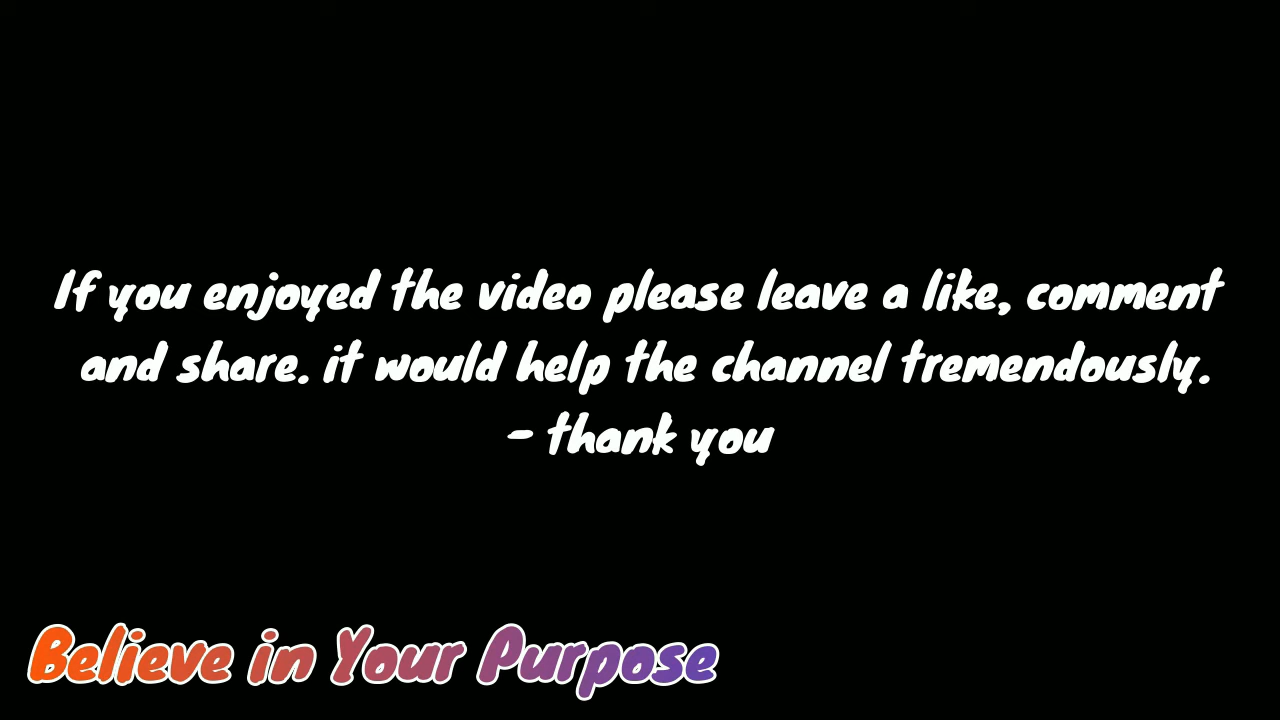 If you enjoyed the video please leave a like, comment
and share. it would help the channel tremendously.
- thank you
Believe in Your Purpose